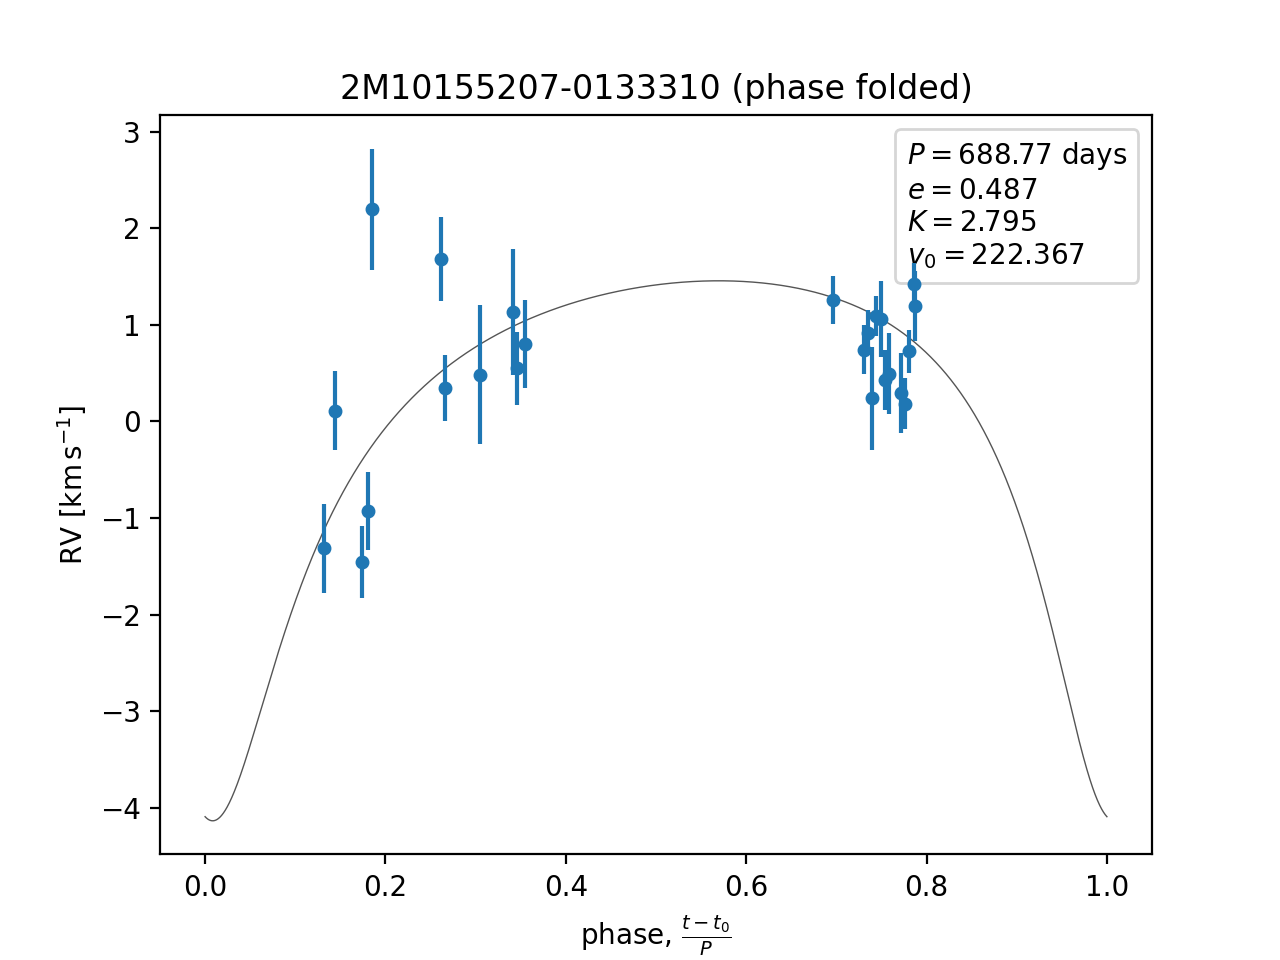 2M10155207-0133310 (phase folded)
P = 688.77 days
e = 0.487
K = 2.795
v₀ = 222.367
RV [km s⁻¹]
3
2
1
0
−1
−2
−3
−4
0.0 0.2 0.4 0.6 0.8 1.0
phase, (t − t₀)/P